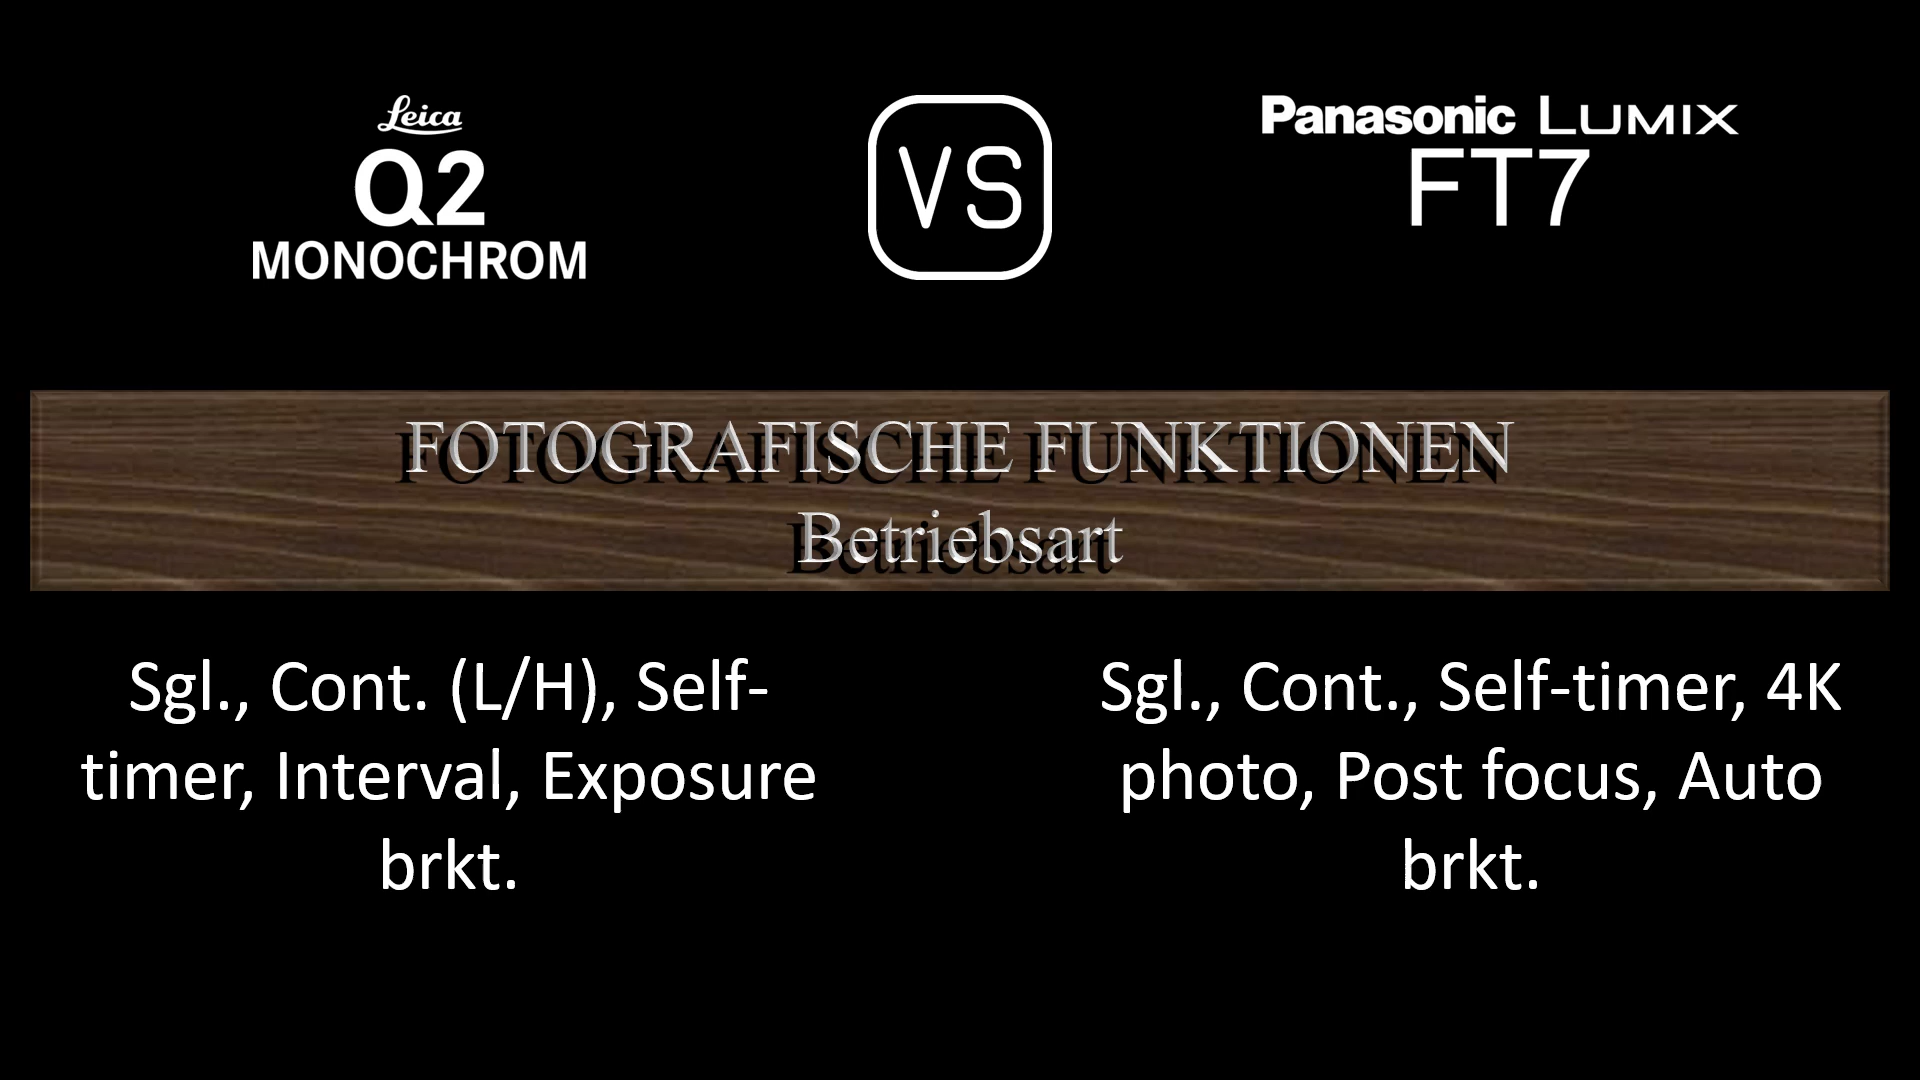 Leica
Q2
MONOCHROM
VS
Panasonic LUMIX
FT7
FOTOGRAFISCHE FUNKTIONEN
Betriebsart
Sgl., Cont. (L/H), Self-
timer, Interval, Exposure
brkt.
Sgl., Cont., Self-timer, 4K
photo, Post focus, Auto
brkt.